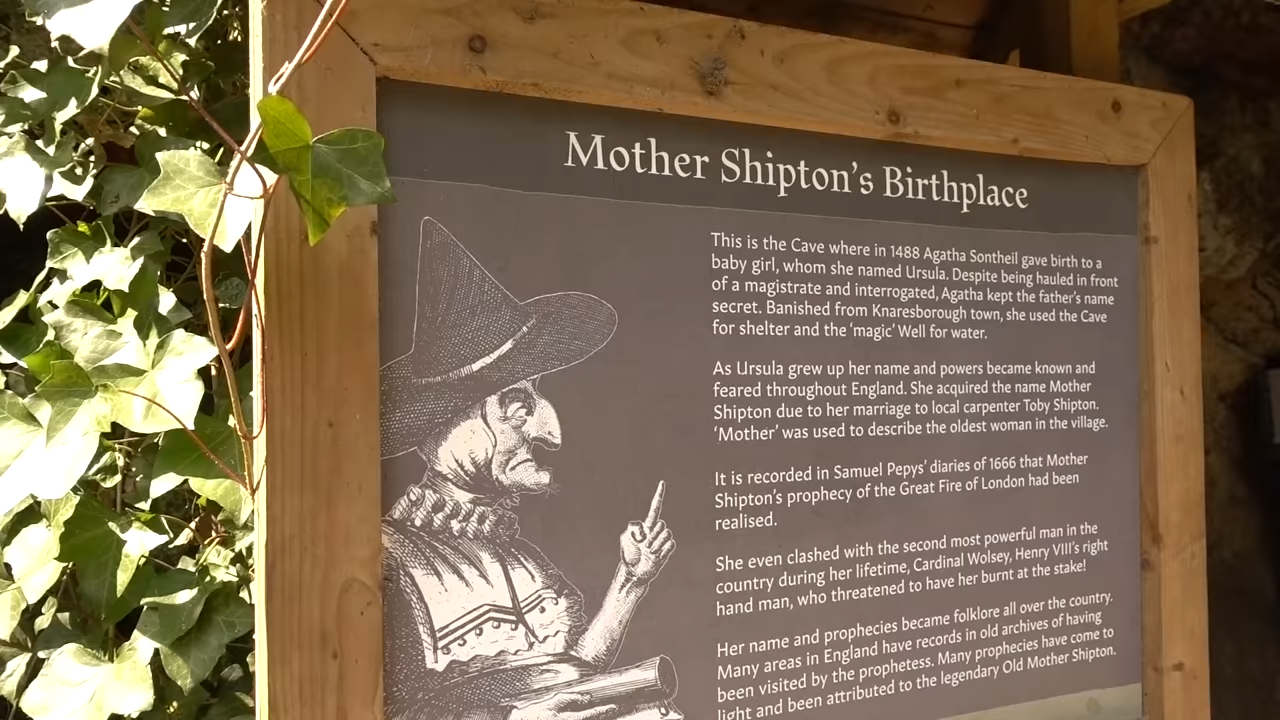 Mother Shipton's Birthplace
This is the Cave where in 1488 Agatha Sontheil gave birth to a
baby girl, whom she named Ursula. Despite being hauled in front
of a magistrate and interrogated, Agatha kept the father's name
secret. Banished from Knaresborough town, she used the Cave
for shelter and the 'magic' Well for water.
As Ursula grew up her name and powers became known and
feared throughout England. She acquired the name Mother
Shipton due to her marriage to local carpenter Toby Shipton.
'Mother' was used to describe the oldest woman in the village.
It is recorded in Samuel Pepys' diaries of 1666 that Mother
Shipton's prophecy of the Great Fire of London had been
realised.
She even clashed with the second most powerful man in the
country during her lifetime, Cardinal Wolsey, Henry VIII's right
hand man, who threatened to have her burnt at the stake!
Her name and prophecies became folklore all over the country.
Many areas in England have records in old archives of having
been visited by the prophetess. Many prophecies have come to
light and been attributed to the legendary Old Mother Shipton.